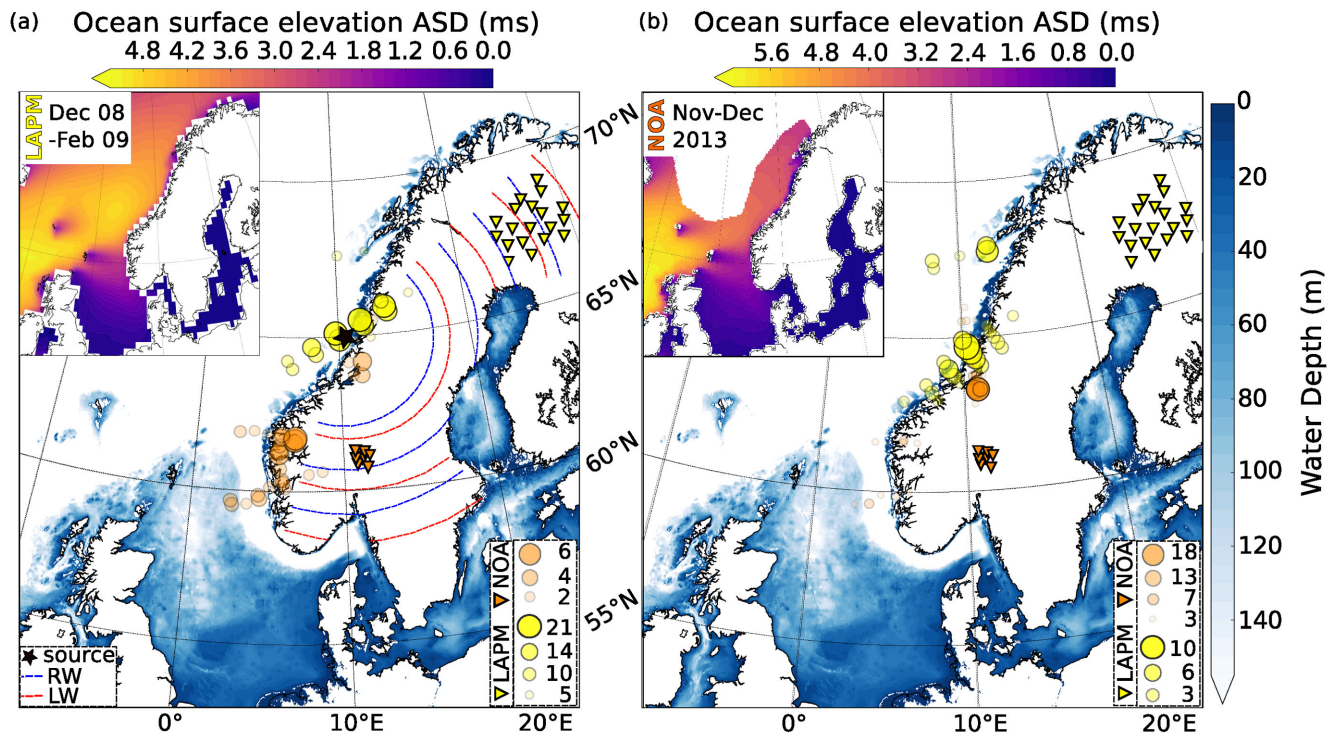 (a) Ocean surface elevation ASD (ms)
4.8 4.2 3.6 3.0 2.4 1.8 1.2 0.6 0.0
LAPM
Dec 08
-Feb 09
70°N
65°N
60°N
55°N
source
RW
LW
NOA
6
4
2
LAPM
21
14
10
5
0°
10°E
20°E
(b) Ocean surface elevation ASD (ms)
5.6 4.8 4.0 3.2 2.4 1.6 0.8 0.0
NOA
Nov-Dec
2013
NOA
18
13
7
3
LAPM
10
6
3
0°
10°E
20°E
0
20
40
60
80
100
120
140
Water Depth (m)